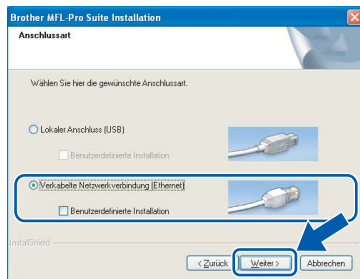 Brother MFL-Pro Suite Installation
Anschlussart
Wählen Sie hier die gewünschte Anschlussart.
Lokaler Anschluss (USB)
Benutzerdefinierte Installation
Verkabelte Netzwerkverbindung (Ethernet)
Benutzerdefinierte Installation
InstallShield
< Zurück
Weiter >
Abbrechen